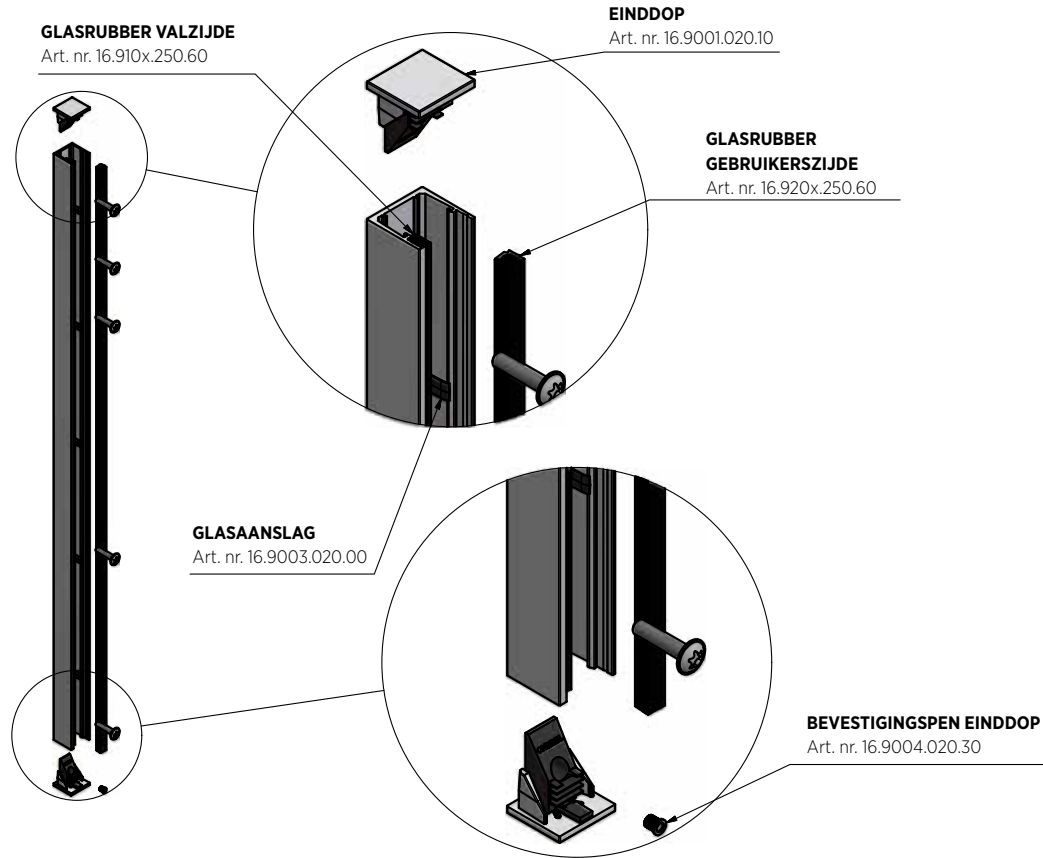 GLASRUBBER VALZIJDE
Art. nr. 16.910x.250.60
EINDDOP
Art. nr. 16.9001.020.10
GLASRUBBER
GEBRUIKERSZIJDE
Art. nr. 16.920x.250.60
GLASAANSLAG
Art. nr. 16.9003.020.00
BEVESTIGINGSPEN EINDDOP
Art. nr. 16.9004.020.30